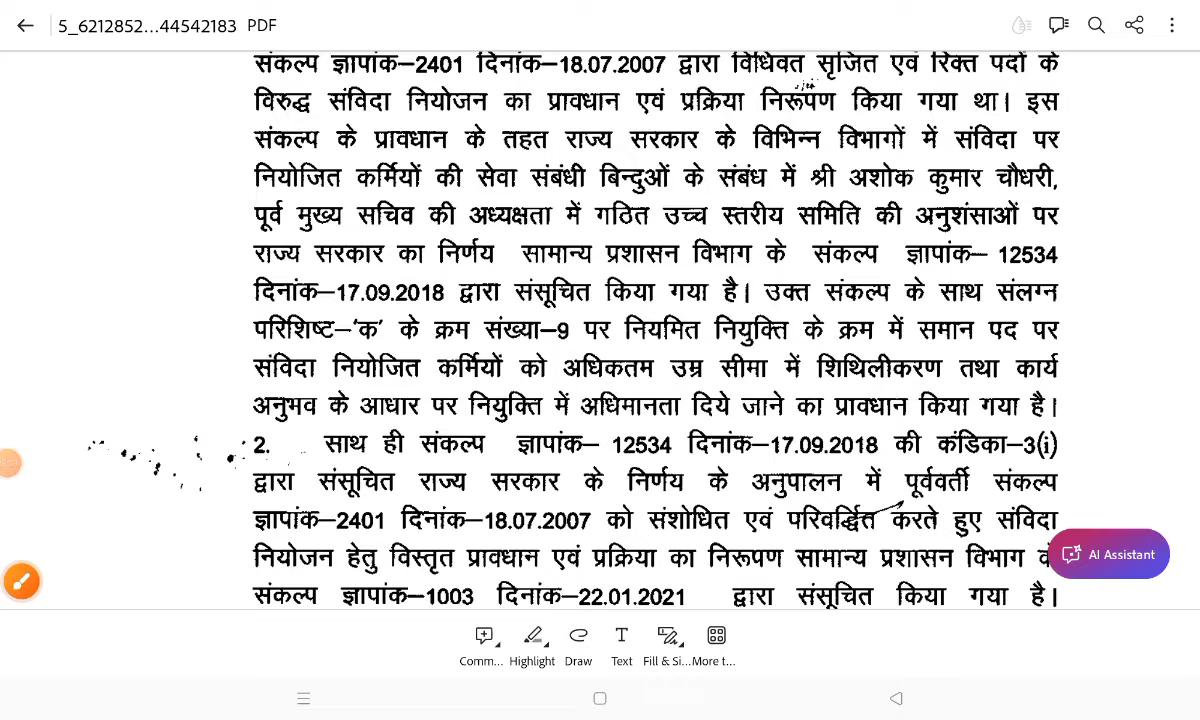 5_6212852...44542183 PDF
संकल्प ज्ञापांक–2401 दिनांक–18.07.2007 द्वारा विधिवत सृजित एवं रिक्त पदों के
विरुद्ध संविदा नियोजन का प्रावधान एवं प्रक्रिया निरूपण किया गया था। इस
संकल्प के प्रावधान के तहत राज्य सरकार के विभिन्न विभागों में संविदा पर
नियोजित कर्मियों की सेवा संबंधी बिन्दुओं के संबंध में श्री अशोक कुमार चौधरी,
पूर्व मुख्य सचिव की अध्यक्षता में गठित उच्च स्तरीय समिति की अनुशंसाओं पर
राज्य सरकार का निर्णय सामान्य प्रशासन विभाग के संकल्प ज्ञापांक– 12534
दिनांक–17.09.2018 द्वारा संसूचित किया गया है। उक्त संकल्प के साथ संलग्न
परिशिष्ट–'क' के क्रम संख्या–9 पर नियमित नियुक्ति के क्रम में समान पद पर
संविदा नियोजित कर्मियों को अधिकतम उम्र सीमा में शिथिलीकरण तथा कार्य
अनुभव के आधार पर नियुक्ति में अधिमानता दिये जाने का प्रावधान किया गया है।
2. साथ ही संकल्प ज्ञापांक– 12534 दिनांक–17.09.2018 की कंडिका–3(i)
द्वारा संसूचित राज्य सरकार के निर्णय के अनुपालन में पूर्ववर्ती संकल्प
ज्ञापांक–2401 दिनांक–18.07.2007 को संशोधित एवं परिवर्द्धित करते हुए संविदा
नियोजन हेतु विस्तृत प्रावधान एवं प्रक्रिया का निरूपण सामान्य प्रशासन विभाग के
AI Assistant
संकल्प ज्ञापांक–1003 दिनांक–22.01.2021 द्वारा संसूचित किया गया है।
Comm... Highlight Draw Text Fill & Si... More t...